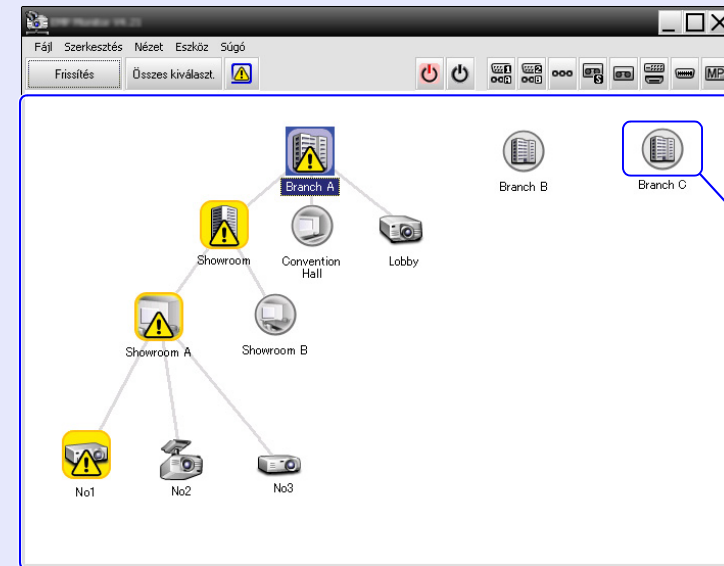 Fájl Szerkesztés Nézet Eszköz Súgó
Frissítés Összes kiválaszt.
Branch A
Branch B
Branch C
Showroom
Convention
Hall
Lobby
Showroom A
Showroom B
No1
No2
No3